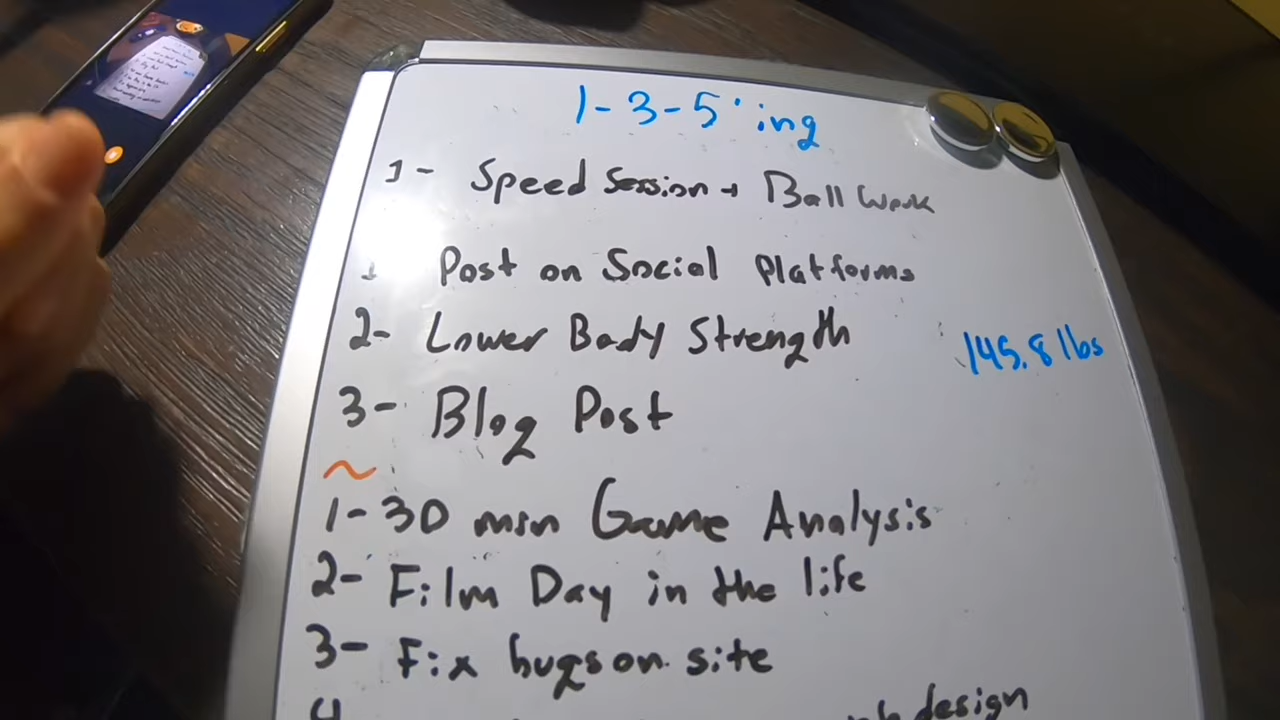 1-3-5'ing
1- Speed Session + Ball Work
1 Post on Social Platforms
2- Lower Body Strength
145.8 lbs
3- Blog Post
~
1- 30 min Game Analysis
2- Film Day in the life
3- Fix bugs on site
4 design